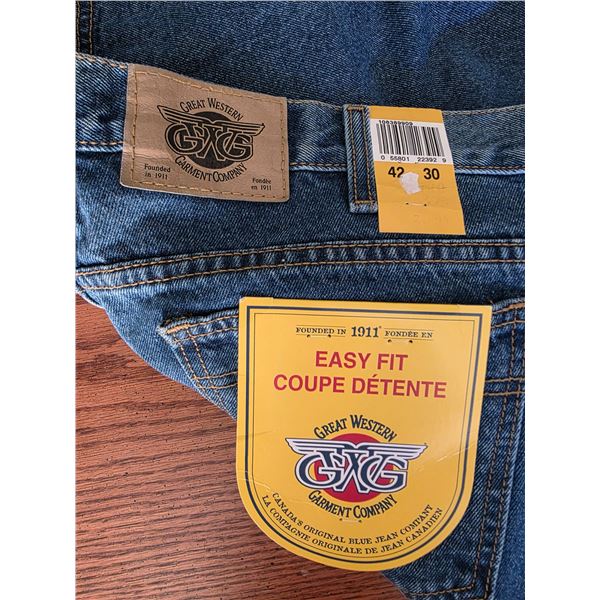 GREAT WESTERN
GWG
GARMENT COMPANY
Founded
in 1911
Fondée
en 1911
108389909
0 55801 22392 9
42 30
FOUNDED IN 1911 FONDÉE EN
EASY FIT
COUPE DÉTENTE
GREAT WESTERN
GWG
GARMENT COMPANY
CANADA'S ORIGINAL BLUE JEAN COMPANY
LA COMPAGNIE ORIGINALE DE JEAN CANADIEN